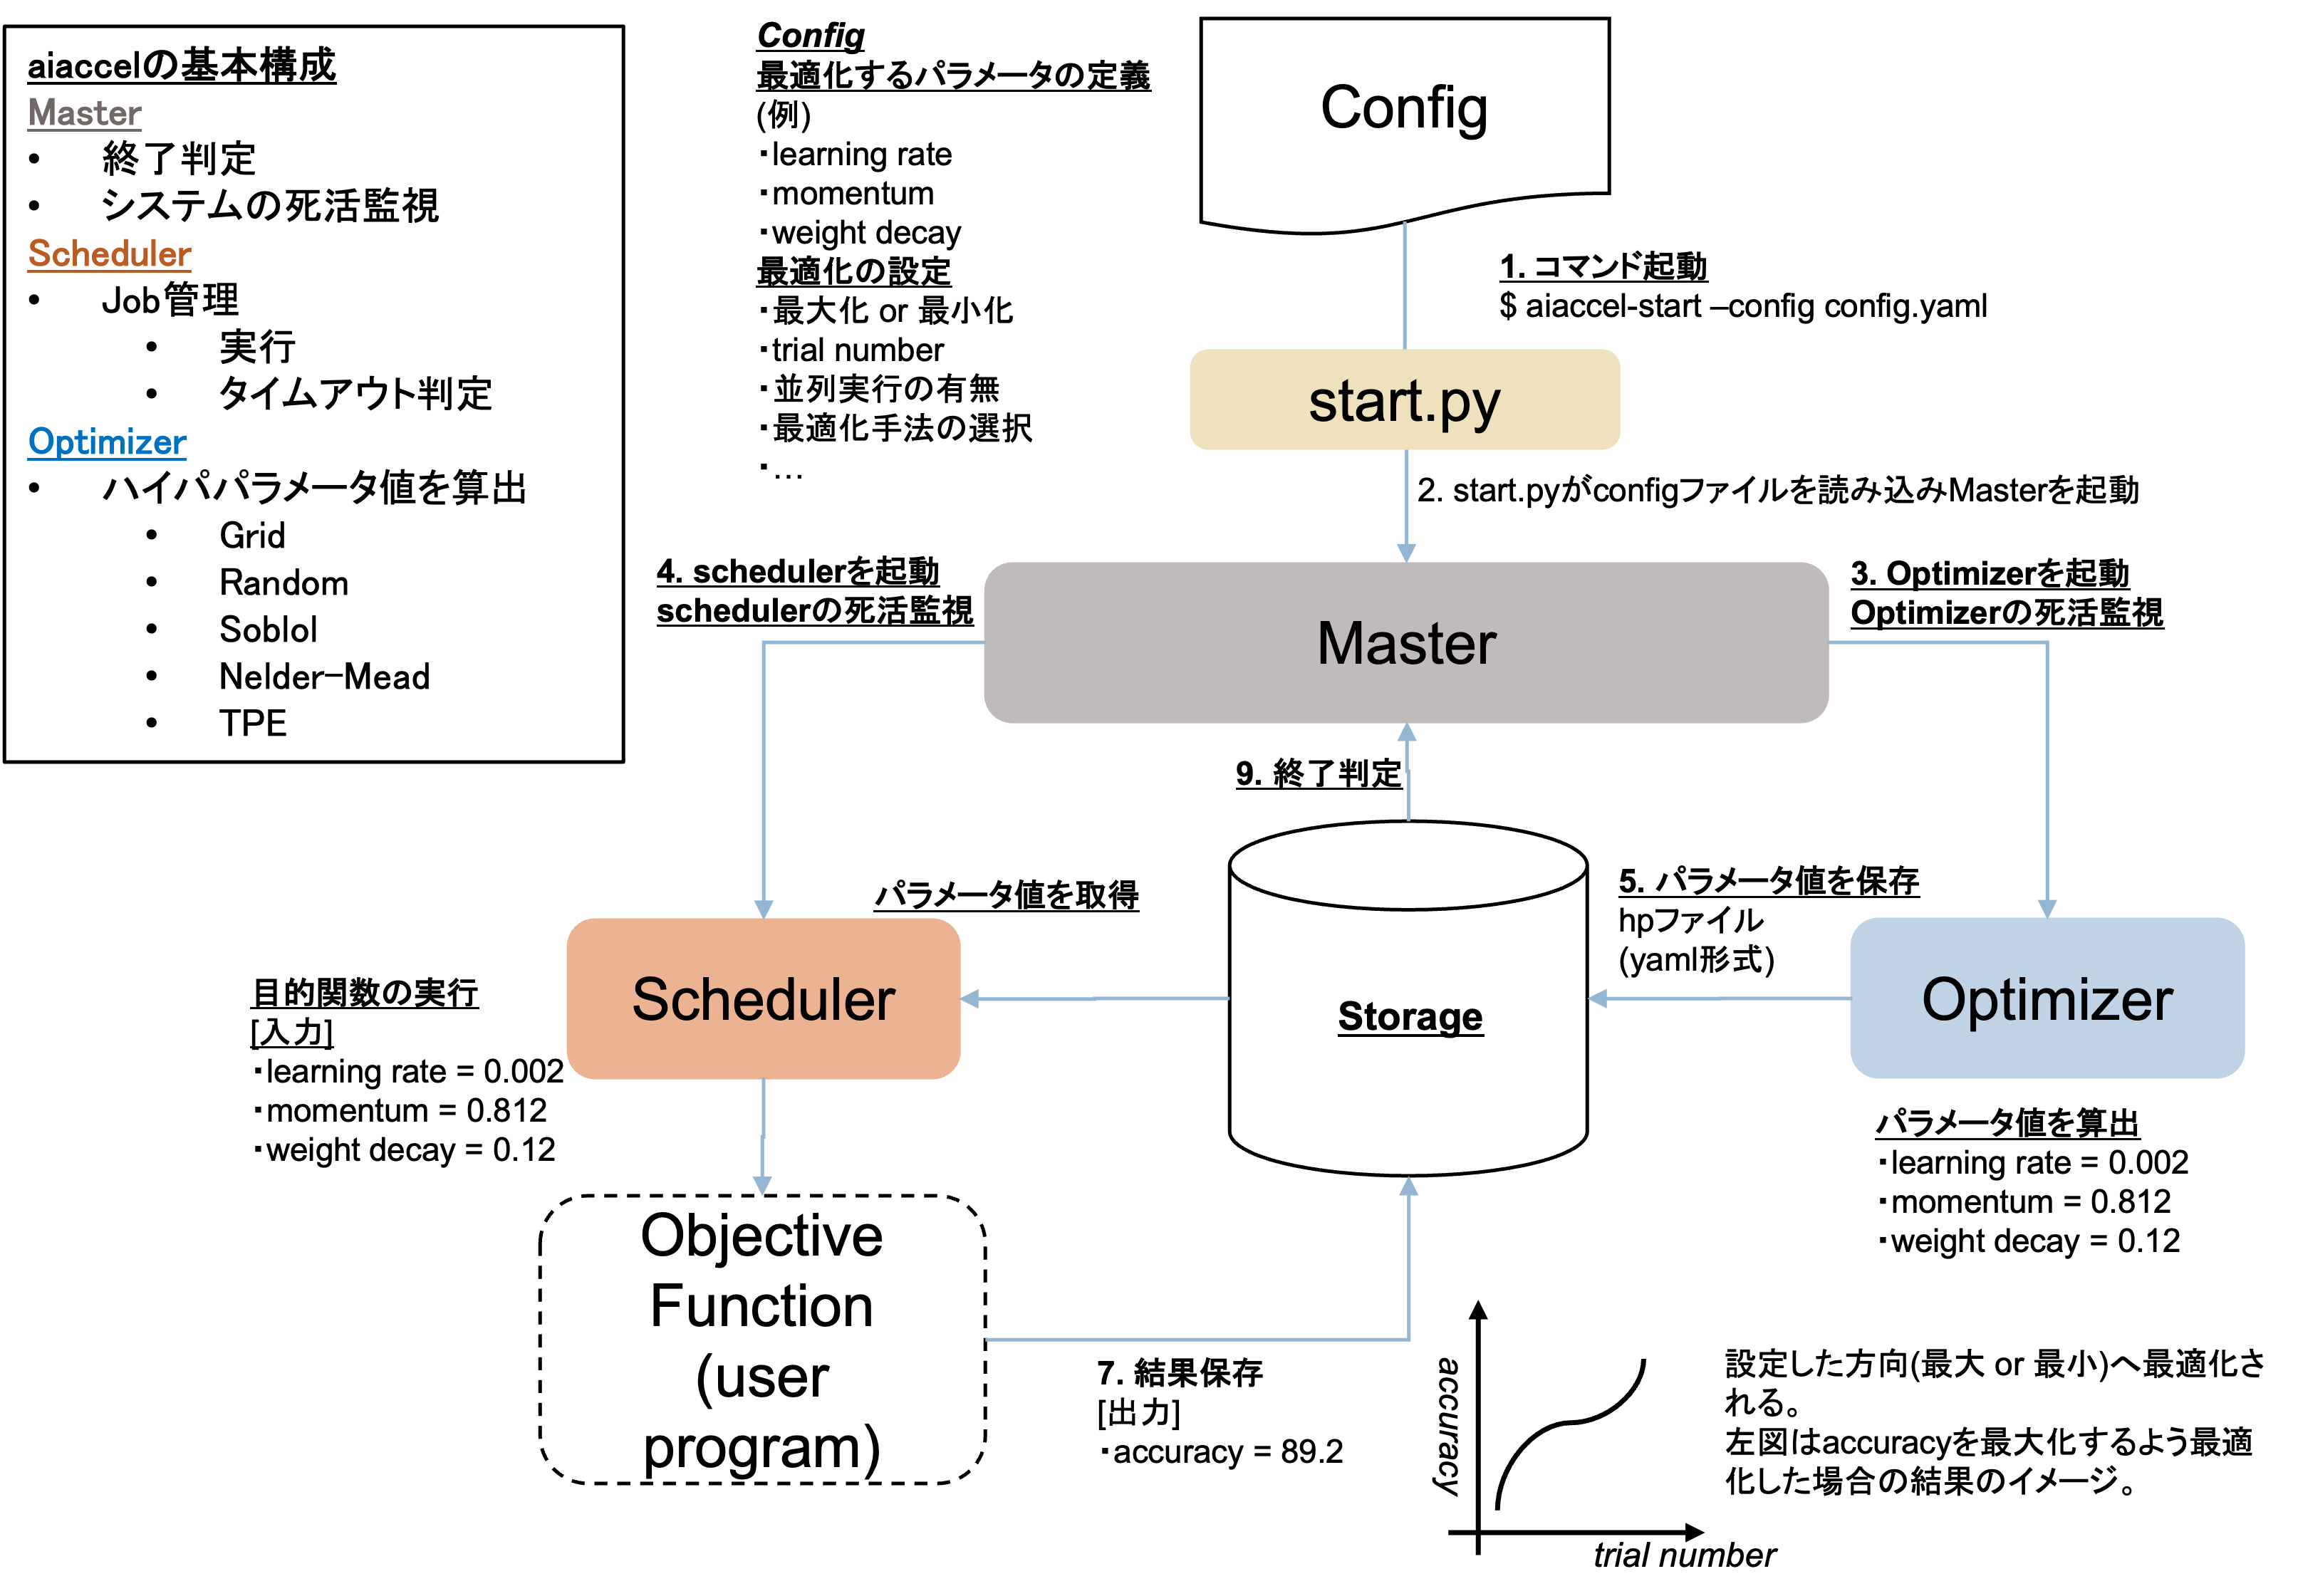 aiaccelの基本構成
Master
• 終了判定
• システムの死活監視
Scheduler
• Job管理
• 実行
• タイムアウト判定
Optimizer
• ハイパパラメータ値を算出
• Grid
• Random
• Soblol
• Nelder-Mead
• TPE
Config
最適化するパラメータの定義
(例)
・learning rate
・momentum
・weight decay
最適化の設定
・最大化 or 最小化
・trial number
・並列実行の有無
・最適化手法の選択
・...
Config
1. コマンド起動
$ aiaccel-start –config config.yaml
start.py
2. start.pyがconfigファイルを読み込みMasterを起動
4. schedulerを起動
schedulerの死活監視
Master
3. Optimizerを起動
Optimizerの死活監視
9. 終了判定
パラメータ値を取得
5. パラメータ値を保存
hpファイル
(yaml形式)
Scheduler
Storage
Optimizer
目的関数の実行
[入力]
・learning rate = 0.002
・momentum = 0.812
・weight decay = 0.12
パラメータ値を算出
・learning rate = 0.002
・momentum = 0.812
・weight decay = 0.12
Objective
Function
(user
program)
7. 結果保存
[出力]
・accuracy = 89.2
accuracy
trial number
設定した方向(最大 or 最小)へ最適化さ
れる。
左図はaccuracyを最大化するよう最適
化した場合の結果のイメージ。